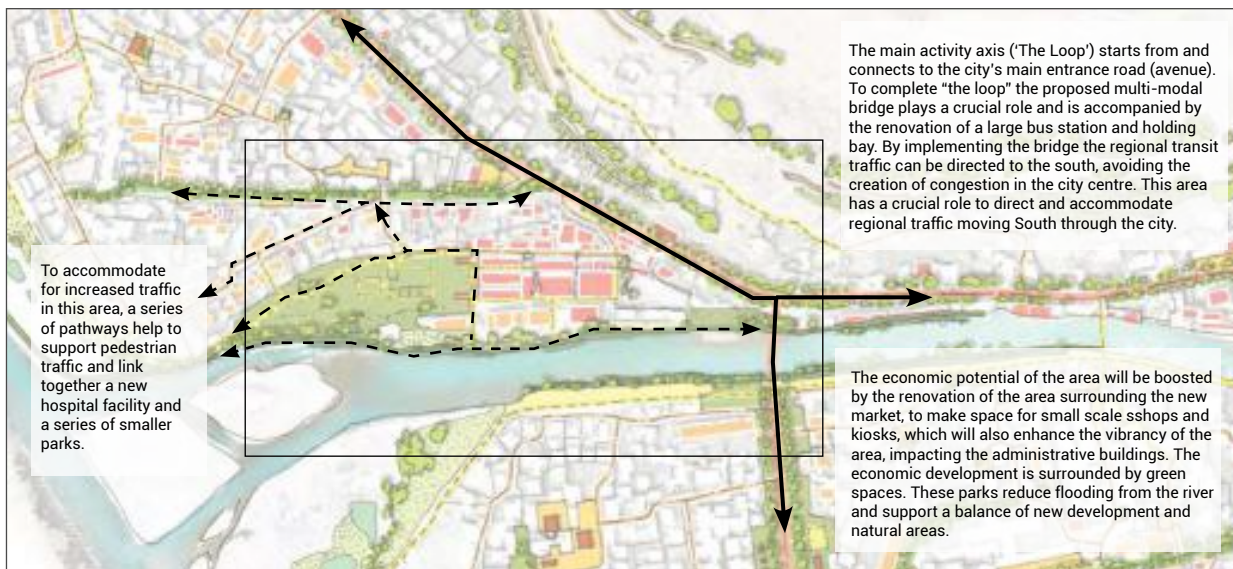 The main activity axis (‘The Loop’) starts from and
connects to the city’s main entrance road (avenue).
To complete “the loop” the proposed multi-modal
bridge plays a crucial role and is accompanied by
the renovation of a large bus station and holding
bay. By implementing the bridge the regional transit
traffic can be directed to the south, avoiding the
creation of congestion in the city centre. This area
has a crucial role to direct and accommodate
regional traffic moving South through the city.
To accommodate
for increased traffic
in this area, a series
of pathways help to
support pedestrian
traffic and link
together a new
hospital facility and
a series of smaller
parks.
The economic potential of the area will be boosted
by the renovation of the area surrounding the new
market, to make space for small scale sshops and
kiosks, which will also enhance the vibrancy of the
area, impacting the administrative buildings. The
economic development is surrounded by green
spaces. These parks reduce flooding from the river
and support a balance of new development and
natural areas.